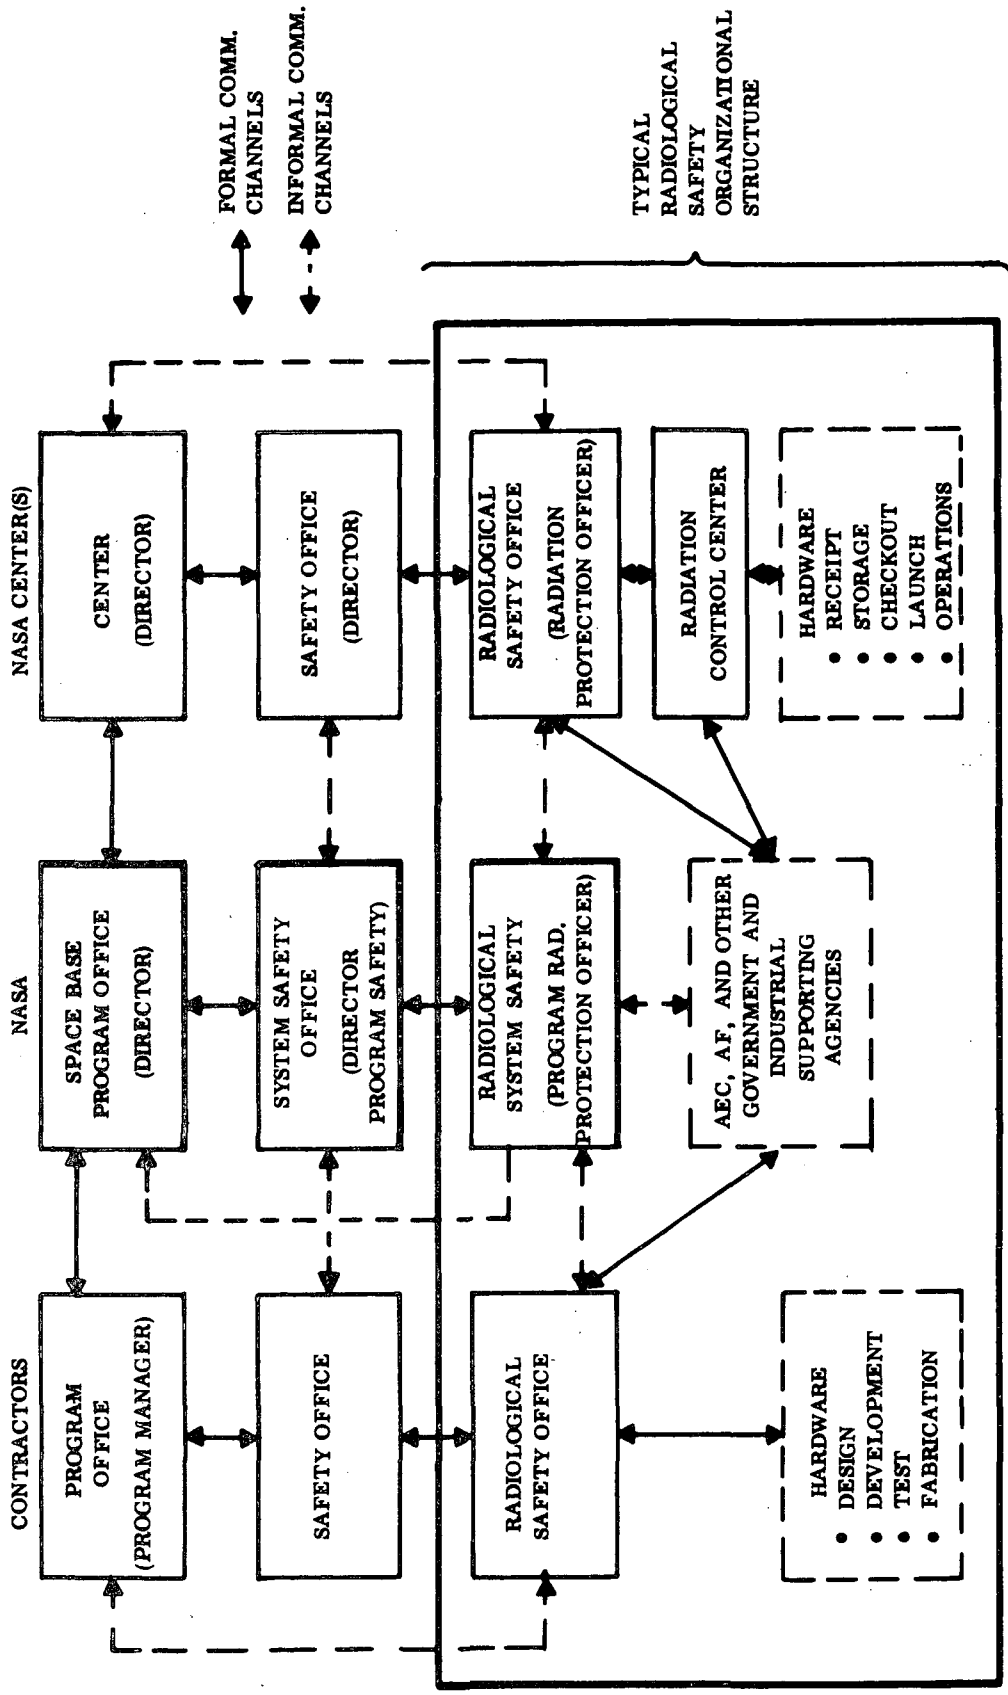 CONTRACTORS
NASA
NASA CENTER(S)
PROGRAM
OFFICE
(PROGRAM MANAGER)
SPACE BASE
PROGRAM OFFICE
(DIRECTOR)
CENTER
(DIRECTOR)
SAFETY OFFICE
SYSTEM SAFETY
OFFICE
(DIRECTOR
PROGRAM SAFETY)
SAFETY OFFICE
(DIRECTOR)
FORMAL COMM.
CHANNELS
INFORMAL COMM.
CHANNELS
RADIOLOGICAL
SAFETY OFFICE
RADIOLOGICAL
SYSTEM SAFETY
(PROGRAM RAD.
PROTECTION OFFICER)
RADIOLOGICAL
SAFETY OFFICE
(RADIATION
PROTECTION OFFICER)
RADIATION
CONTROL CENTER
AEC, AF, AND OTHER
GOVERNMENT AND
INDUSTRIAL
SUPPORTING
AGENCIES
HARDWARE
• DESIGN
• DEVELOPMENT
• TEST
• FABRICATION
HARDWARE
• RECEIPT
• STORAGE
• CHECKOUT
• LAUNCH
• OPERATIONS
TYPICAL
RADIOLOGICAL
SAFETY
ORGANIZATIONAL
STRUCTURE